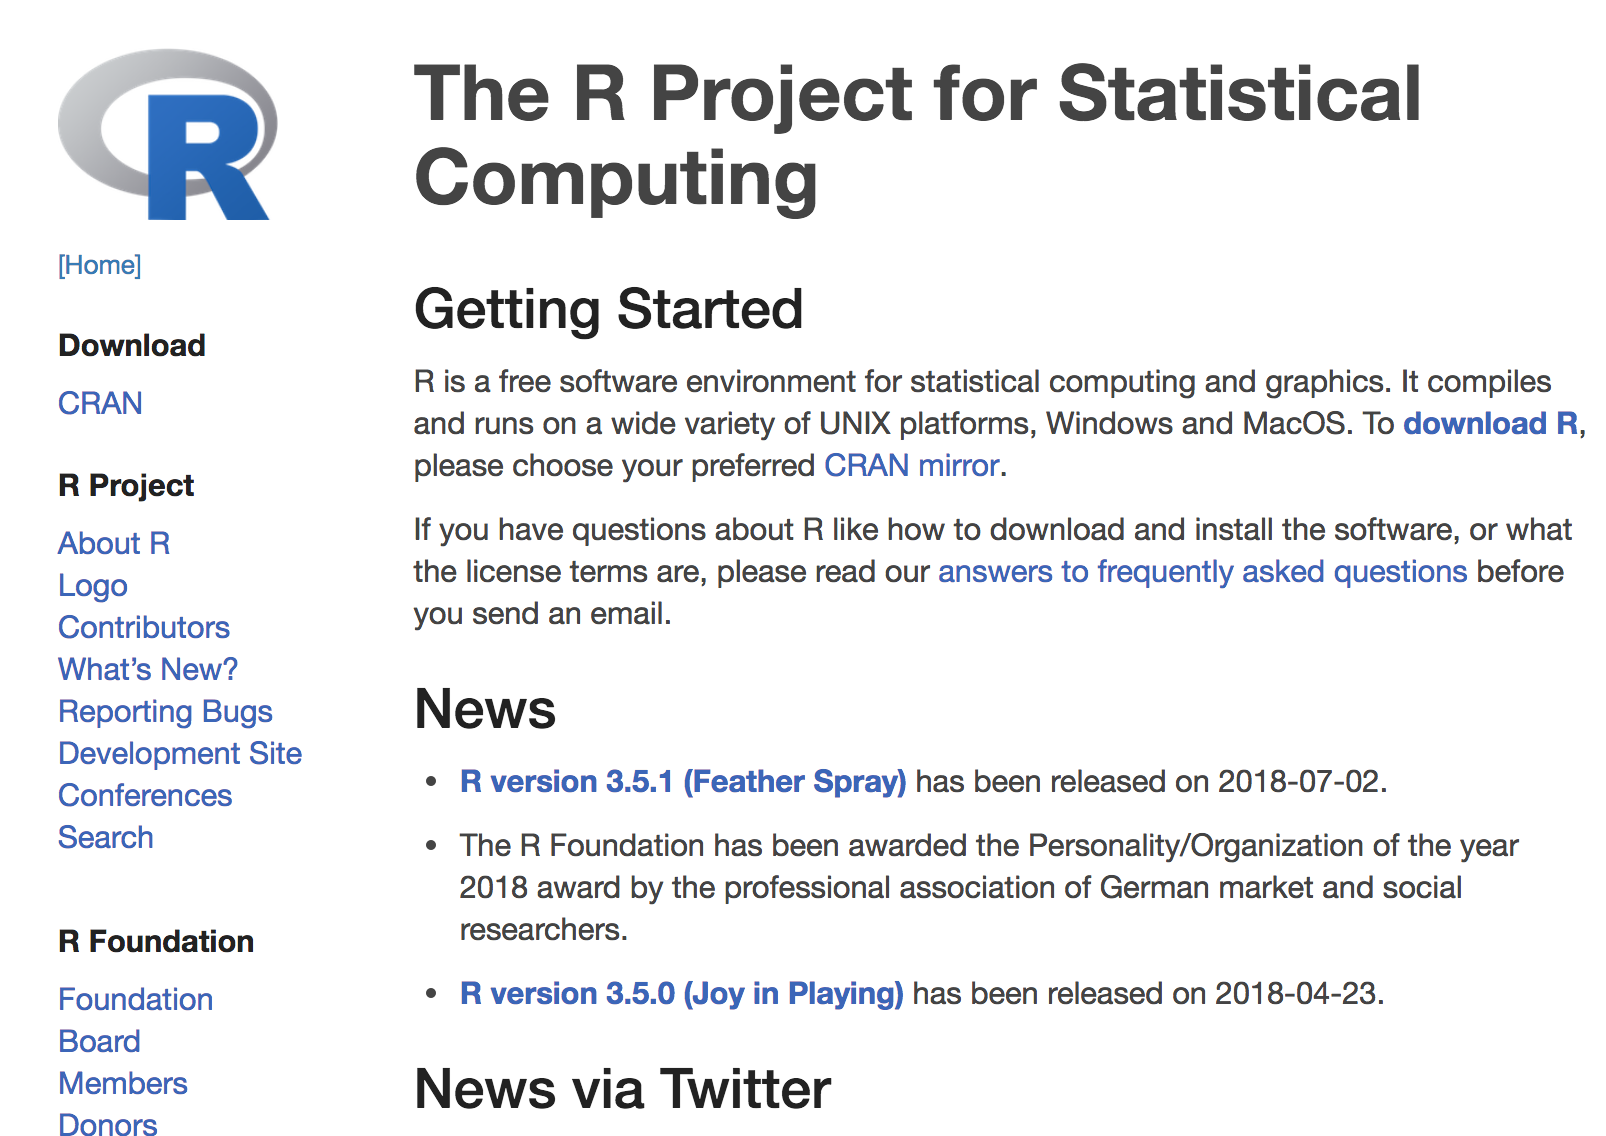 R
[Home]
Download
CRAN
R Project
About R
Logo
Contributors
What’s New?
Reporting Bugs
Development Site
Conferences
Search
R Foundation
Foundation
Board
Members
Donors
The R Project for Statistical
Computing
Getting Started
R is a free software environment for statistical computing and graphics. It compiles
and runs on a wide variety of UNIX platforms, Windows and MacOS. To download R,
please choose your preferred CRAN mirror.
If you have questions about R like how to download and install the software, or what
the license terms are, please read our answers to frequently asked questions before
you send an email.
News
• R version 3.5.1 (Feather Spray) has been released on 2018-07-02.
• The R Foundation has been awarded the Personality/Organization of the year
2018 award by the professional association of German market and social
researchers.
• R version 3.5.0 (Joy in Playing) has been released on 2018-04-23.
News via Twitter